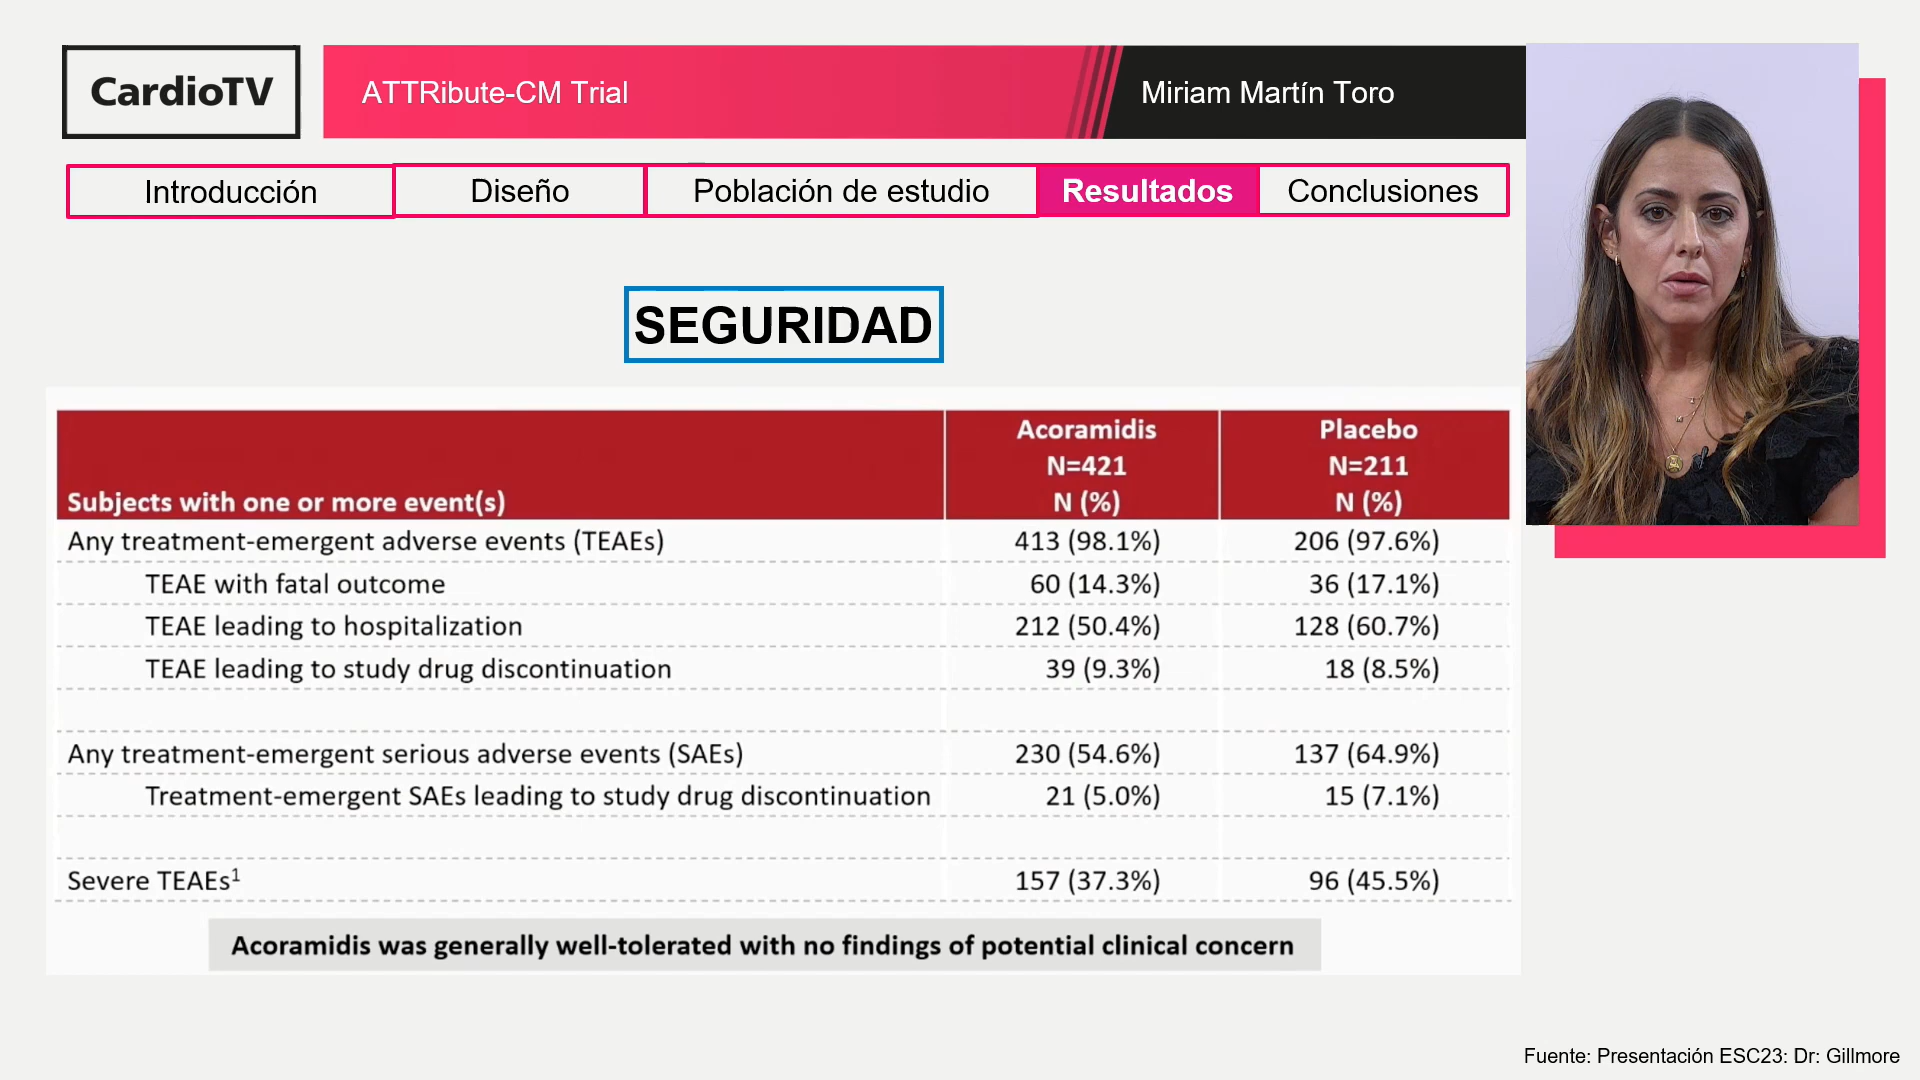 CardioTV
ATTRibute-CM Trial
Miriam Martín Toro
Introducción
Diseño
Población de estudio
Resultados
Conclusiones
SEGURIDAD
Subjects with one or more event(s)
Acoramidis
N=421
N (%)
Placebo
N=211
N (%)
Any treatment-emergent adverse events (TEAEs) 413 (98.1%) 206 (97.6%)
TEAE with fatal outcome 60 (14.3%) 36 (17.1%)
TEAE leading to hospitalization 212 (50.4%) 128 (60.7%)
TEAE leading to study drug discontinuation 39 (9.3%) 18 (8.5%)
Any treatment-emergent serious adverse events (SAEs) 230 (54.6%) 137 (64.9%)
Treatment-emergent SAEs leading to study drug discontinuation 21 (5.0%) 15 (7.1%)
Severe TEAEs¹ 157 (37.3%) 96 (45.5%)
Acoramidis was generally well-tolerated with no findings of potential clinical concern
Fuente: Presentación ESC23: Dr: Gillmore